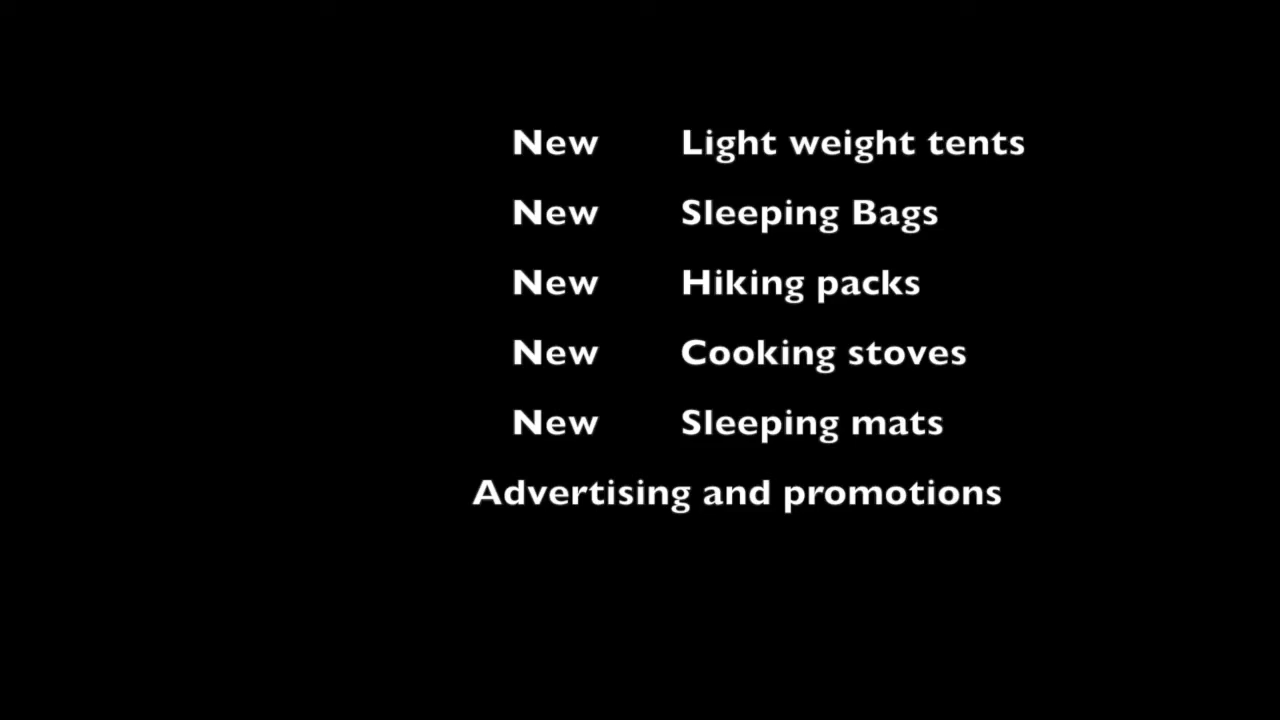 New Light weight tents
New Sleeping Bags
New Hiking packs
New Cooking stoves
New Sleeping mats
Advertising and promotions